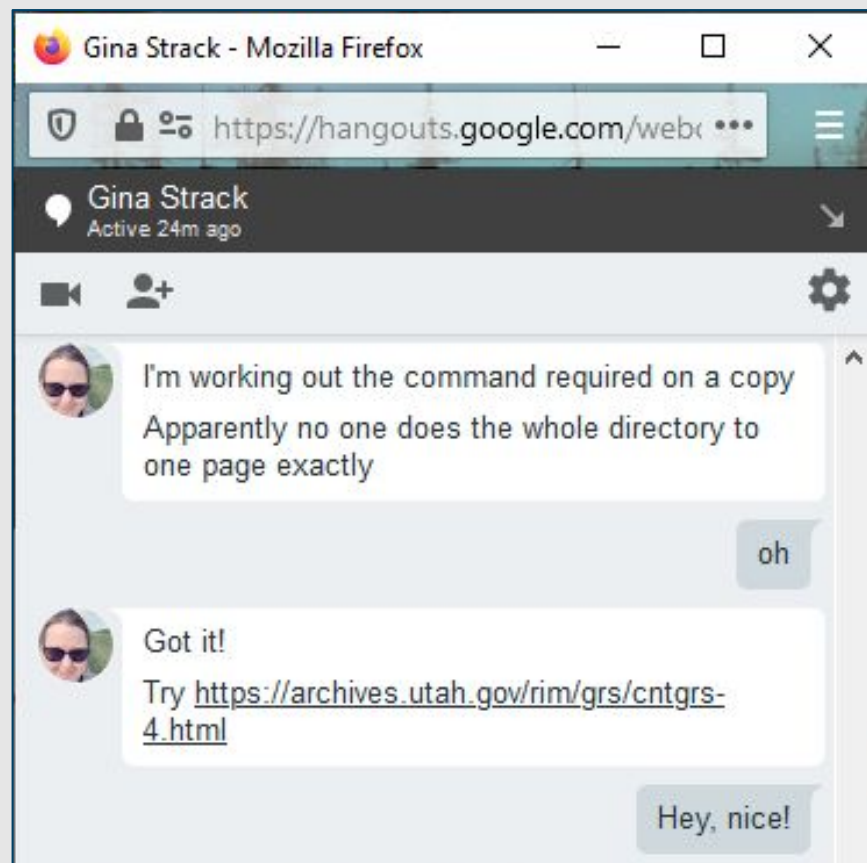 Gina Strack - Mozilla Firefox
https://hangouts.google.com/webc
Gina Strack
Active 24m ago
I'm working out the command required on a copy
Apparently no one does the whole directory to
one page exactly
oh
Got it!
Try https://archives.utah.gov/rim/grs/cntgrs-
4.html
Hey, nice!